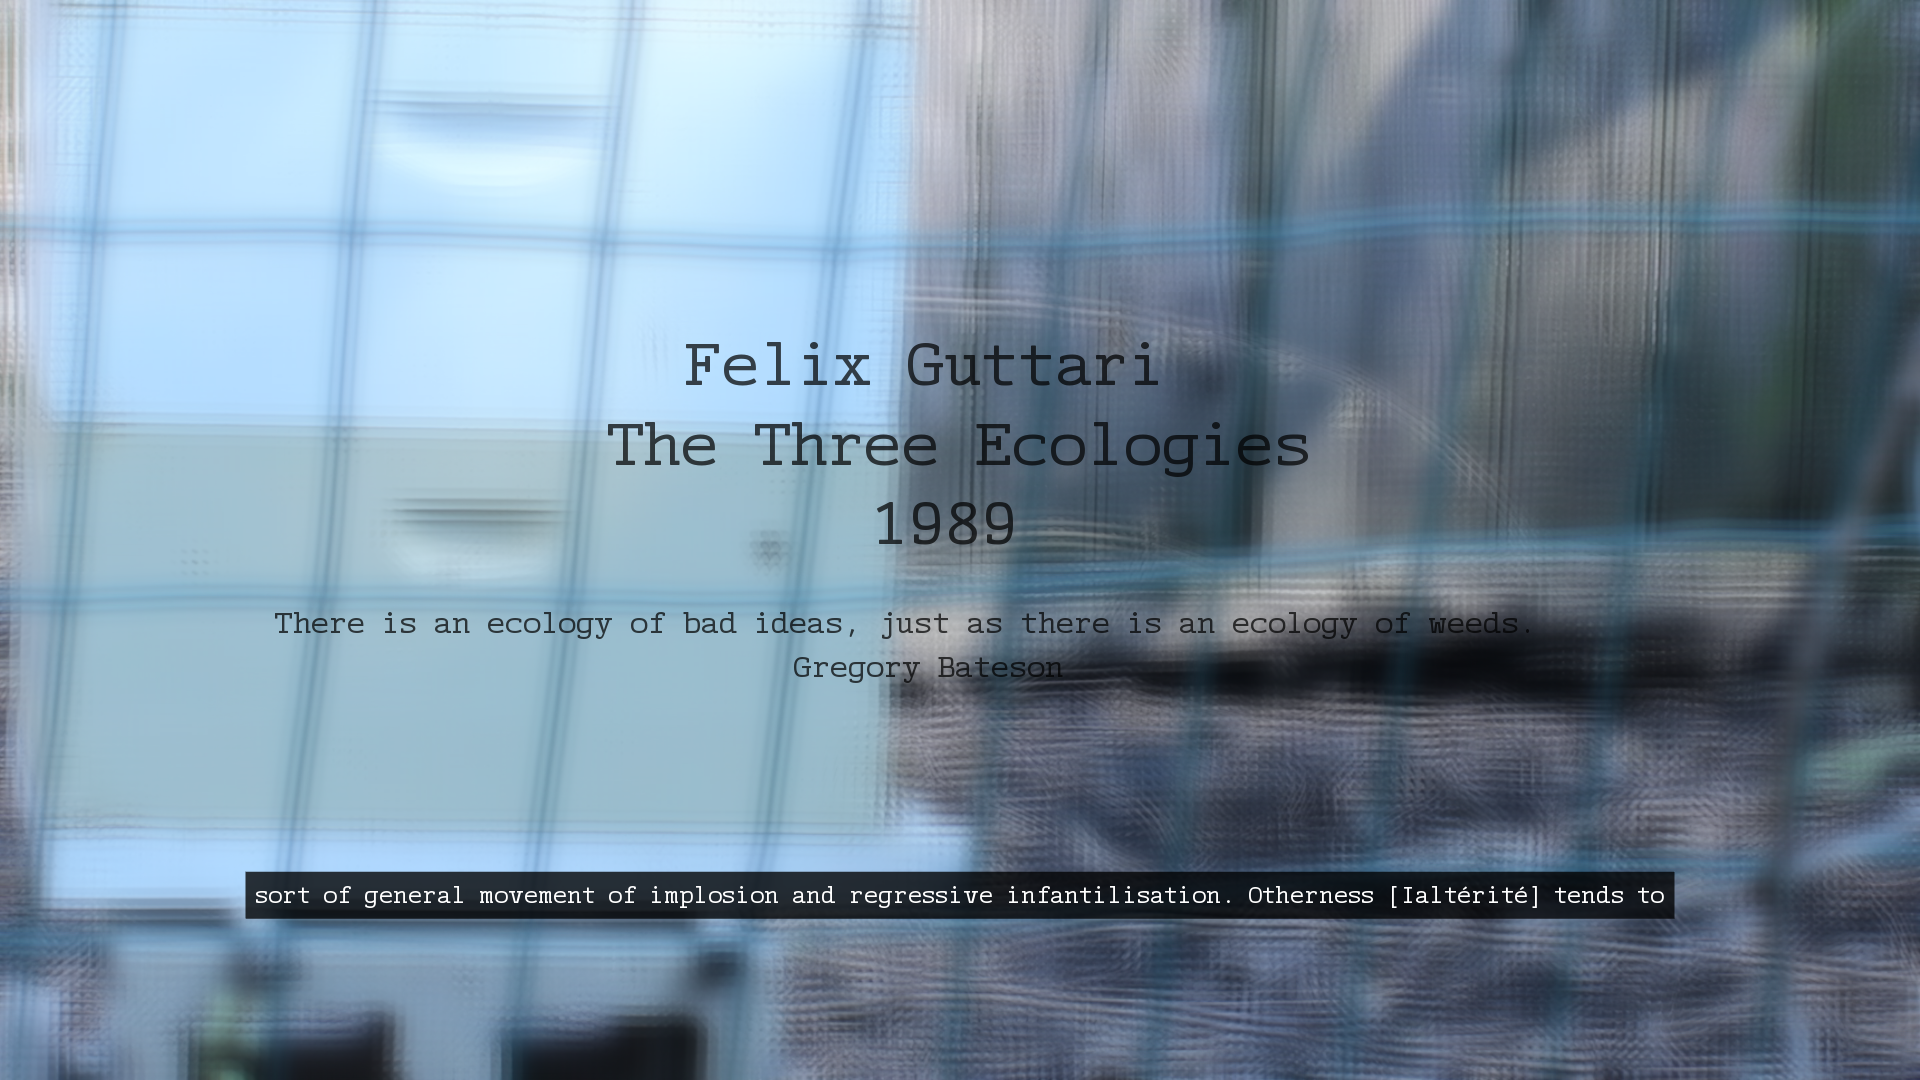 Felix Guttari
The Three Ecologies
1989
There is an ecology of bad ideas, just as there is an ecology of weeds.
Gregory Bateson
sort of general movement of implosion and regressive infantilisation. Otherness [Ialtérité] tends to